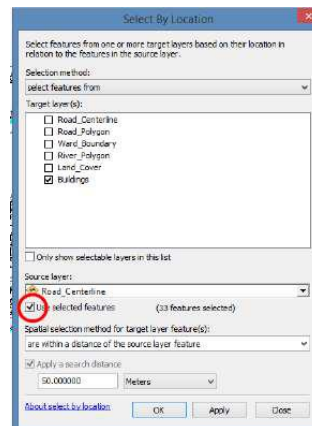 Select By Location
Select features from one or more target layers based on their location in
relation to the features in the source layer.
Selection method:
select features from
Target layer(s):
Road_Centerline
Road_Polygon
Ward_Boundary
River_Polygon
Land_Cover
Buildings
Only show selectable layers in this list
Source layer:
Road_Centerline
Use selected features (33 features selected)
Spatial selection method for target layer feature(s):
are within a distance of the source layer feature
Apply a search distance
50.000000 Meters
About select by location OK Apply Close